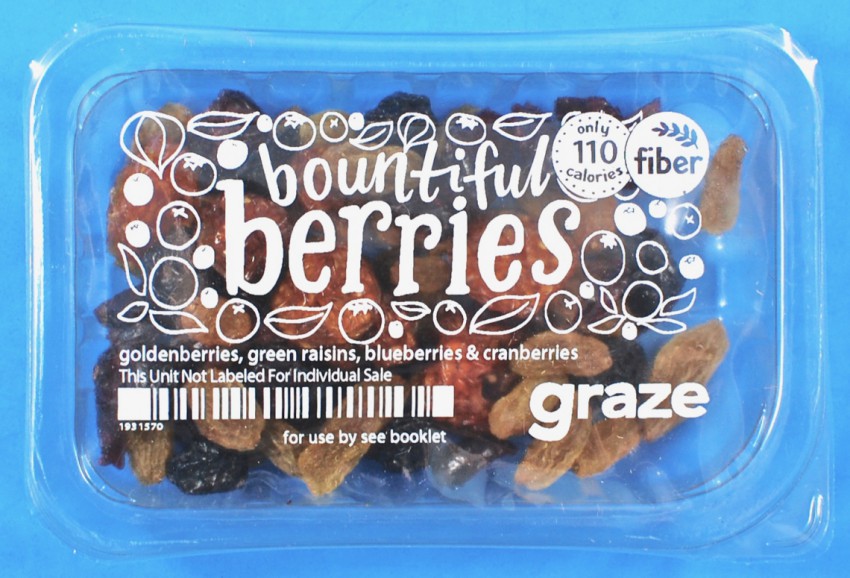 only
110
calories
fiber
bountiful
berries
goldenberries, green raisins, blueberries & cranberries
This Unit Not Labeled For Individual Sale
1931570
for use by see booklet
graze